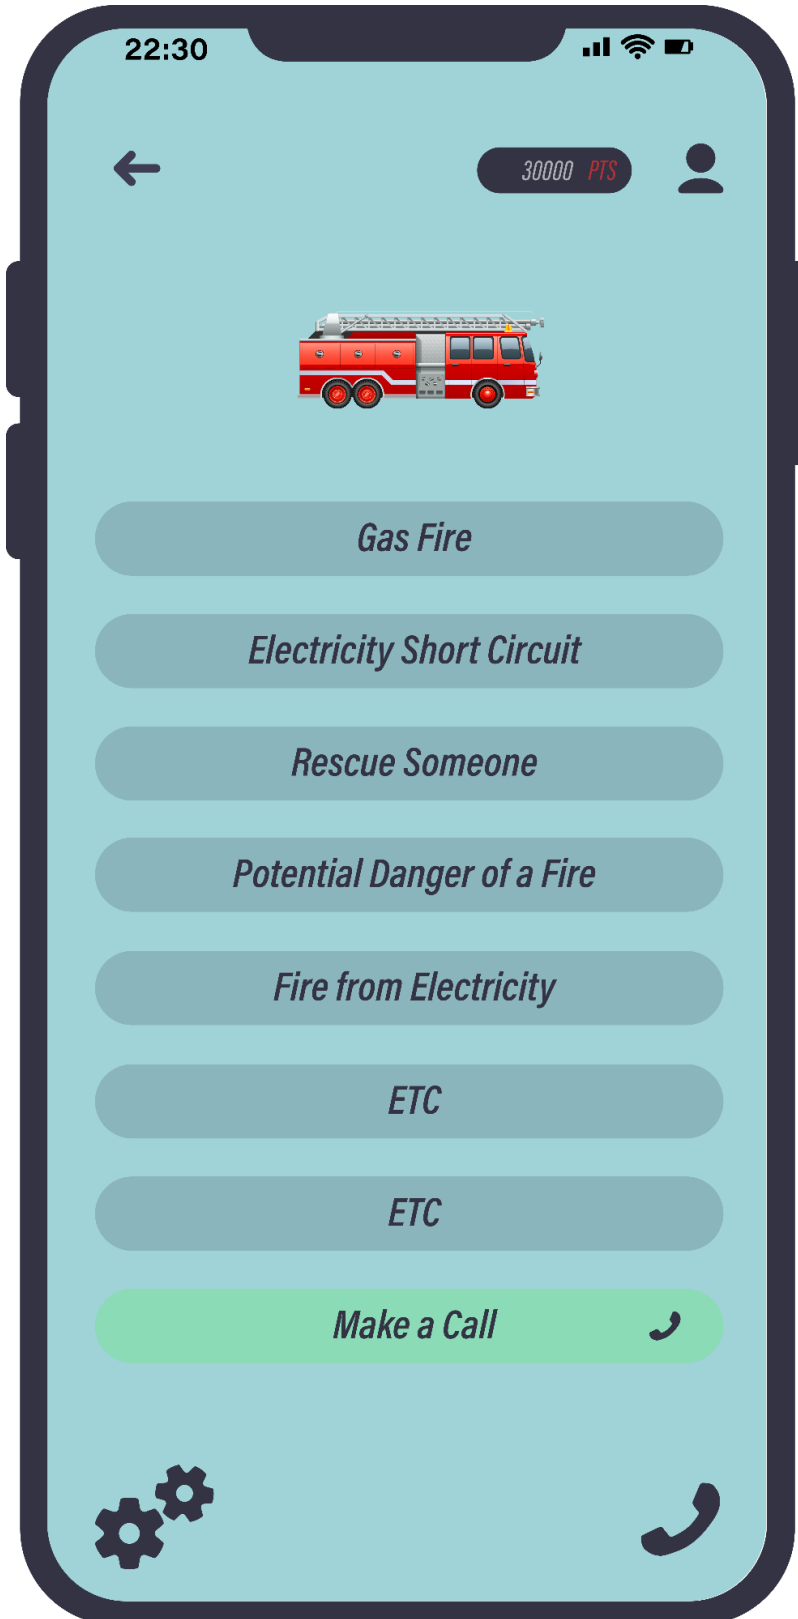 22:30
30000 PTS
Gas Fire
Electricity Short Circuit
Rescue Someone
Potential Danger of a Fire
Fire from Electricity
ETC
ETC
Make a Call